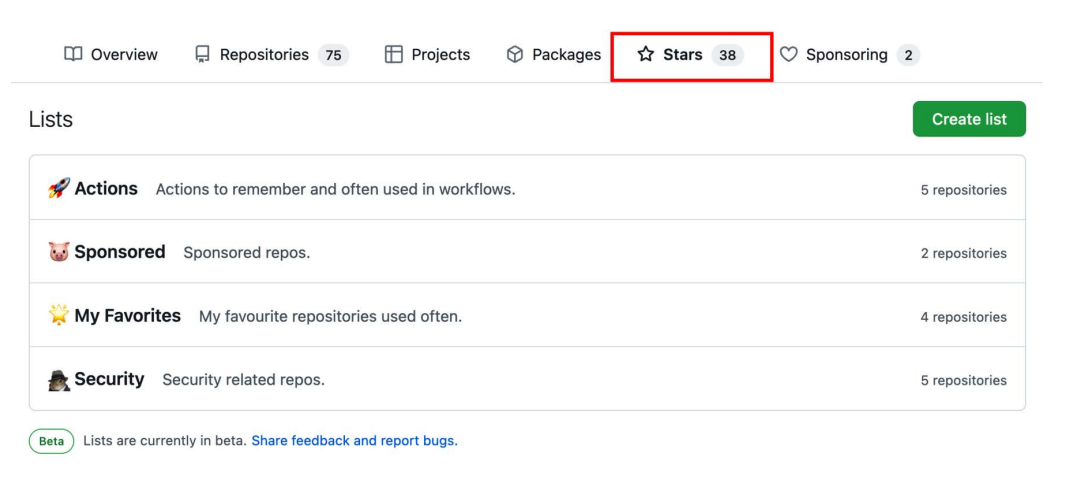 Overview Repositories 75 Projects Packages Stars 38 Sponsoring 2
Lists Create list
Actions Actions to remember and often used in workflows. 5 repositories
Sponsored Sponsored repos. 2 repositories
My Favorites My favourite repositories used often. 4 repositories
Security Security related repos. 5 repositories
Beta Lists are currently in beta. Share feedback and report bugs.